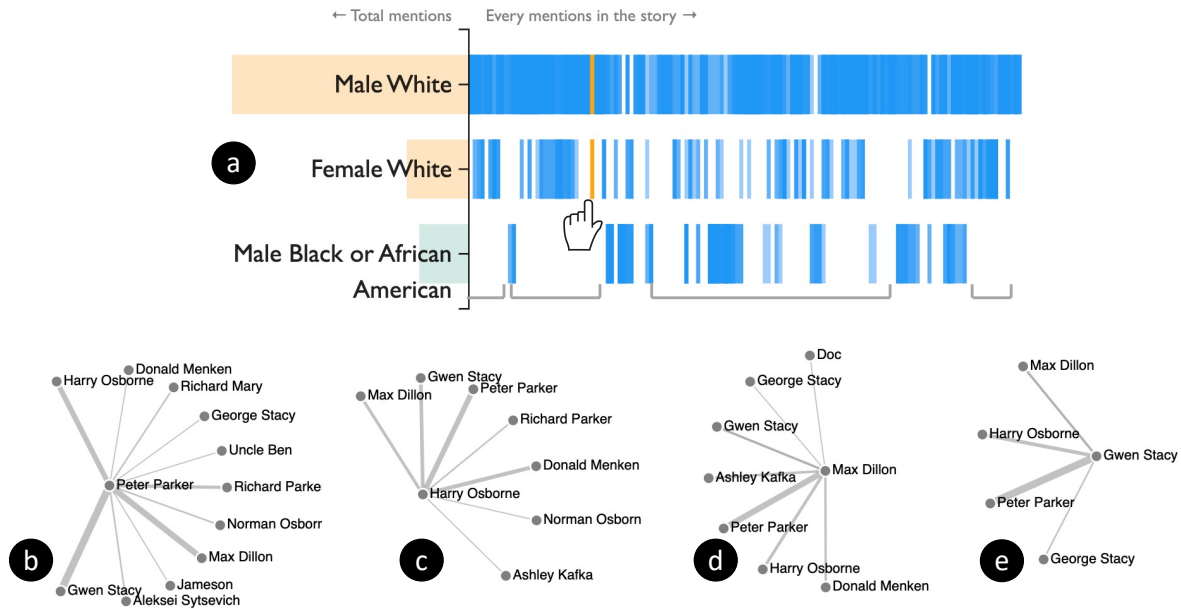 ← Total mentions
Every mentions in the story →
Male White
Female White
Male Black or African
American
a
Harry Osborne
Donald Menken
Richard Mary
George Stacy
Uncle Ben
Peter Parker
Richard Parke
Norman Osborr
Max Dillon
Jameson
Gwen Stacy
Aleksei Sytsevich
b
Gwen Stacy
Max Dillon
Peter Parker
Richard Parker
Donald Menken
Harry Osborne
Norman Osborn
Ashley Kafka
c
Doc
George Stacy
Gwen Stacy
Max Dillon
Ashley Kafka
Peter Parker
Harry Osborne
Donald Menken
d
Max Dillon
Harry Osborne
Gwen Stacy
Peter Parker
George Stacy
e